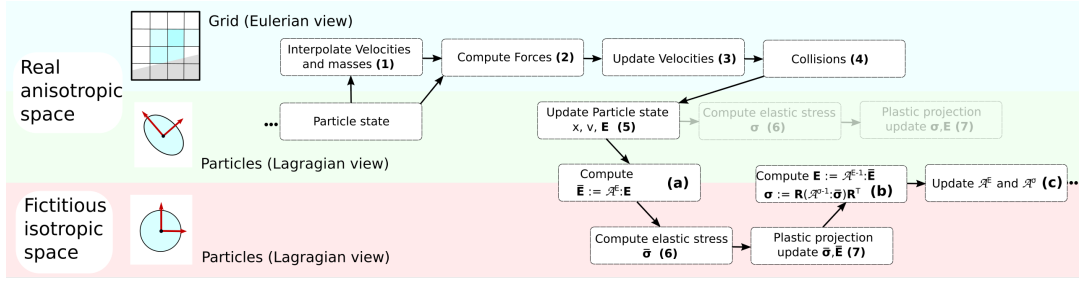 Grid (Eulerian view)
Real
anisotropic
space
Interpolate Velocities
and masses (1)
Compute Forces (2)
Update Velocities (3)
Collisions (4)
•••
Particle state
Update Particle state
x, v, E (5)
Compute elastic stress
σ (6)
Plastic projection
update σ,E (7)
Particles (Lagragian view)
Compute
Ē := 𝒜ᴱ:E
(a)
Compute E := 𝒜ᴱ⁻¹:Ē
σ := R(𝒜σ⁻¹:σ̄)Rᵀ (b)
Update 𝒜ᴱ and 𝒜σ (c)
•••
Fictitious
isotropic
space
Compute elastic stress
σ̄ (6)
Plastic projection
update σ̄,Ē (7)
Particles (Lagragian view)